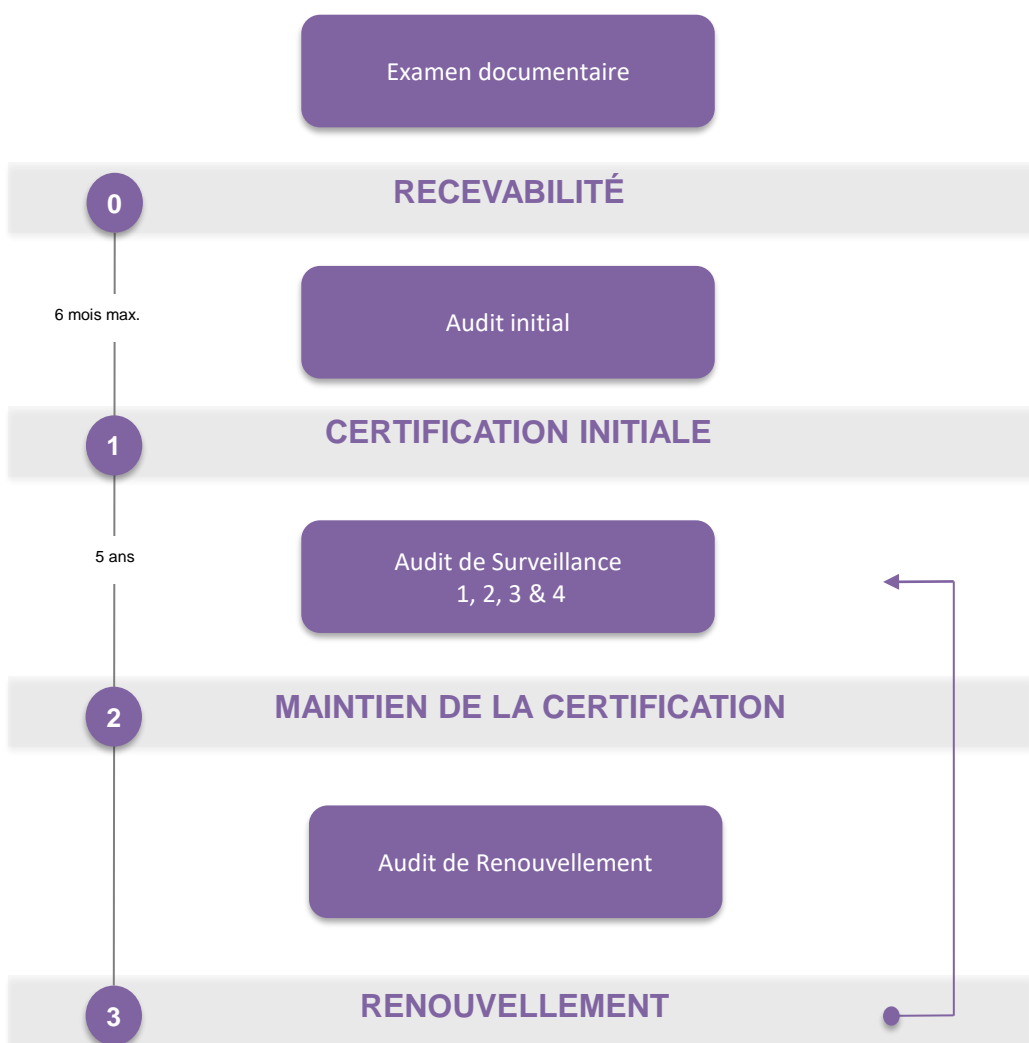 Examen documentaire
RECEVABILITÉ
0
6 mois max.
Audit initial
CERTIFICATION INITIALE
1
5 ans
Audit de Surveillance
1, 2, 3 & 4
MAINTIEN DE LA CERTIFICATION
2
Audit de Renouvellement
RENOUVELLEMENT
3